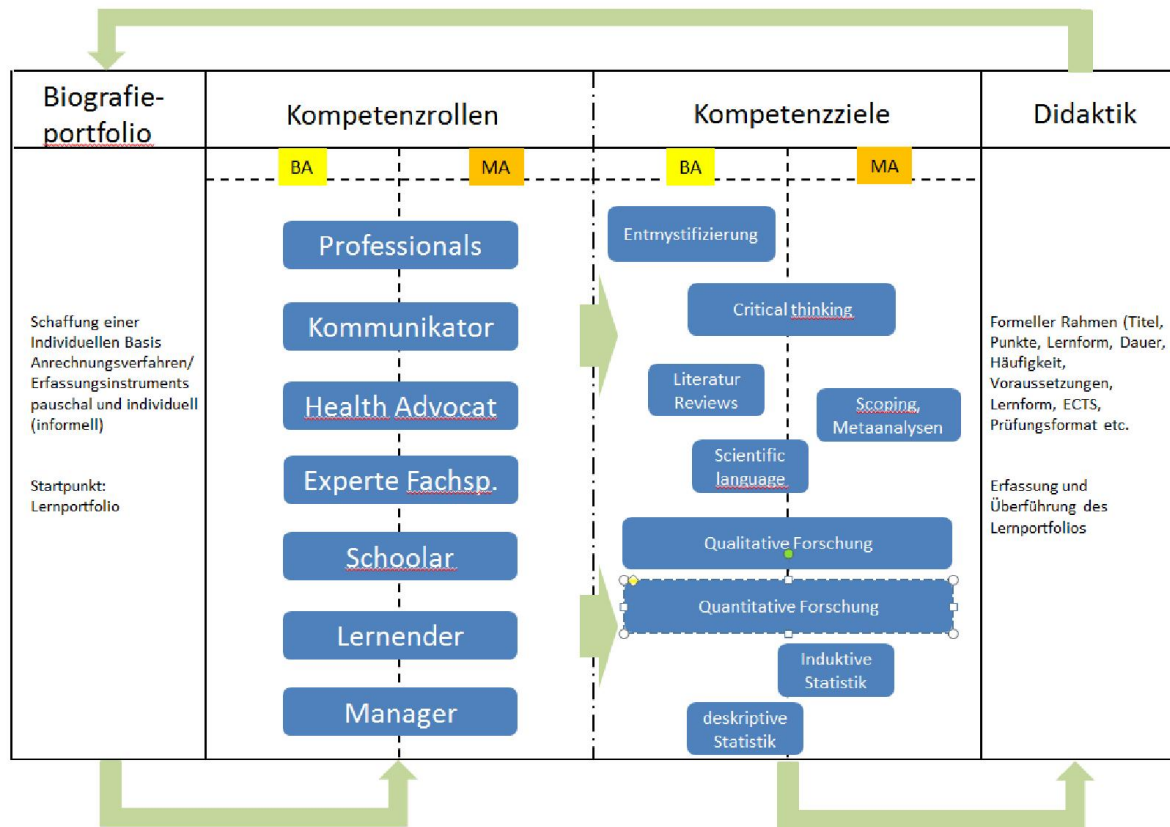 Biografie-
portfolio
Kompetenzrollen
Kompetenzziele
Didaktik
BA
MA
BA
MA
Schaffung einer
Individuellen Basis
Anrechnungsverfahren/
Erfassungsinstruments
pauschal und individuell
(informell)
Startpunkt:
Lernportfolio
Professionals
Kommunikator
Health Advocat
Experte Fachsp.
Schoolar
Lernender
Manager
Entmystifizierung
Critical thinking
Literatur
Reviews
Scoping,
Metaanalysen
Scientific
language
Qualitative Forschung
Quantitative Forschung
Induktive
Statistik
deskriptive
Statistik
Formeller Rahmen (Titel,
Punkte, Lernform, Dauer,
Häufigkeit,
Voraussetzungen,
Lernform, ECTS,
Prüfungsformat etc.
Erfassung und
Überführung des
Lernportfolios